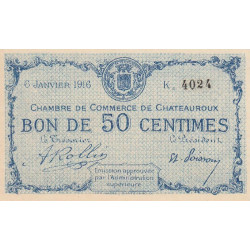 6 JANVIER 1916 K. 4024
CHAMBRE DE COMMERCE DE CHATEAUROUX
BON DE 50 CENTIMES
Le Trésorier Le Président
Emission approuvée
par l'Administration
supérieure